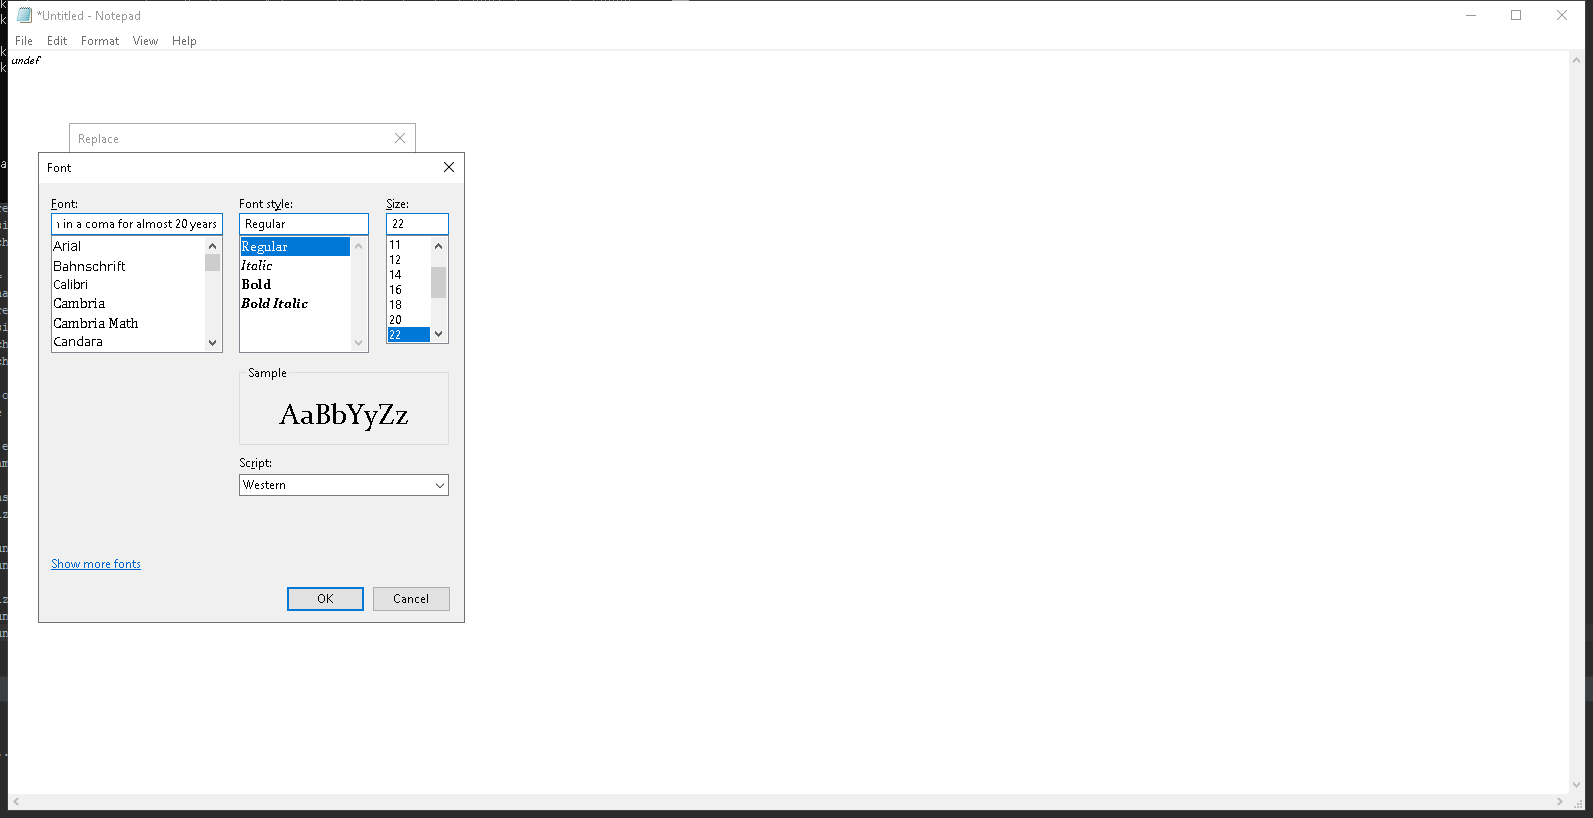 *Untitled - Notepad
File Edit Format View Help
undef
Replace
Font
Font: Font style: Size:
in a coma for almost 20 years Regular 22
Arial
Bahnschrift
Calibri
Cambria
Cambria Math
Candara
Regular
Italic
Bold
Bold Italic
11
12
14
16
18
20
22
Sample
AaBbYyZz
Script:
Western
Show more fonts
OK Cancel